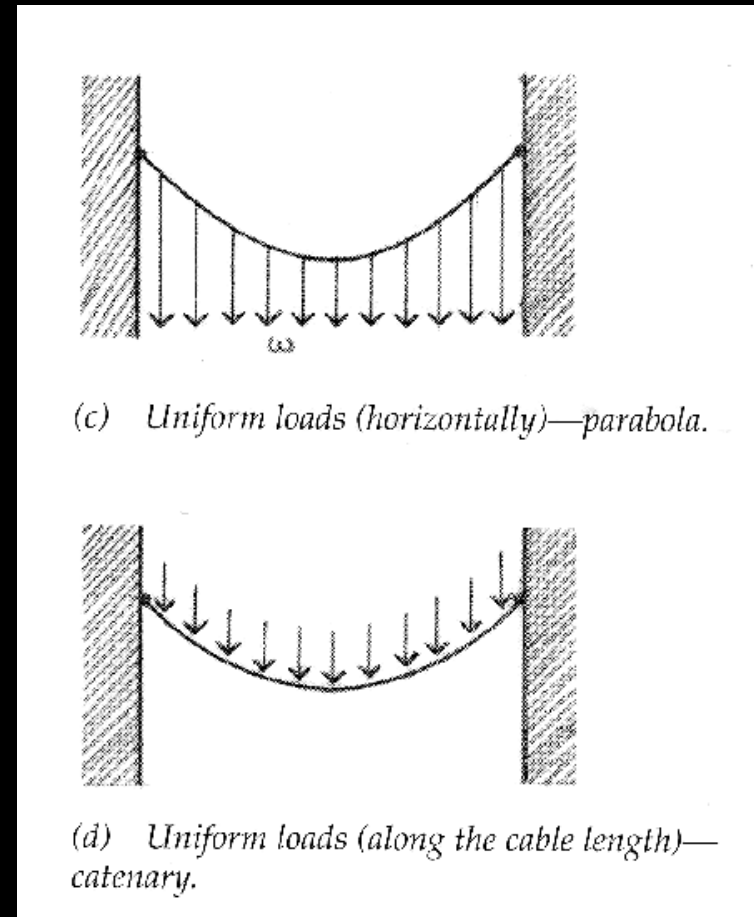 ω
(c) Uniform loads (horizontally)—parabola.
(d) Uniform loads (along the cable length)—
catenary.